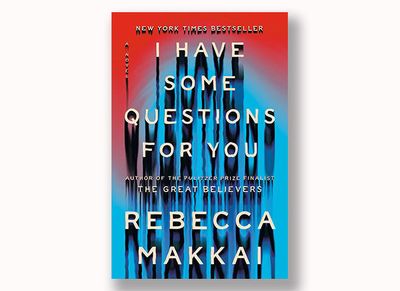 NEW YORK TIMES BESTSELLER
A NOVEL
I HAVE
SOME
QUESTIONS
FOR YOU
AUTHOR OF THE PULITZER PRIZE FINALIST
THE GREAT BELIEVERS
REBECCA
MAKKAI